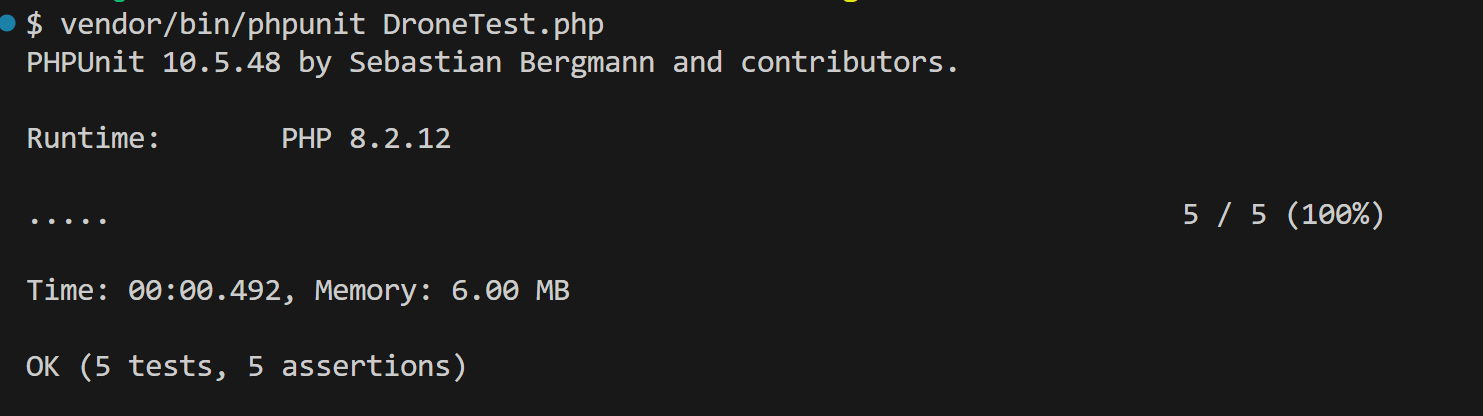 $ vendor/bin/phpunit DroneTest.php
PHPUnit 10.5.48 by Sebastian Bergmann and contributors.
Runtime:       PHP 8.2.12
.....                                                               5 / 5 (100%)
Time: 00:00.492, Memory: 6.00 MB
OK (5 tests, 5 assertions)